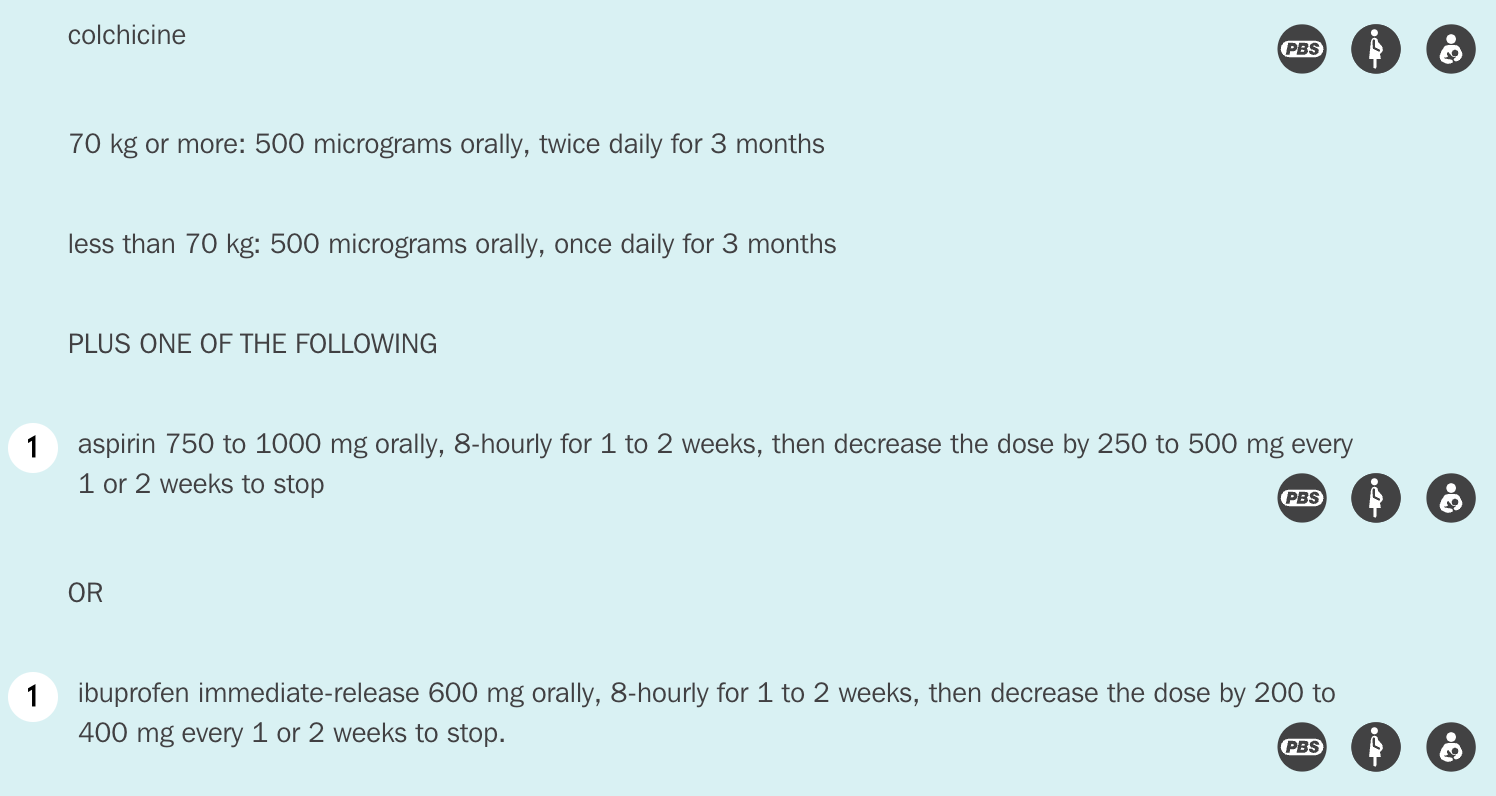 colchicine
PBS
70 kg or more: 500 micrograms orally, twice daily for 3 months
less than 70 kg: 500 micrograms orally, once daily for 3 months
PLUS ONE OF THE FOLLOWING
1 aspirin 750 to 1000 mg orally, 8-hourly for 1 to 2 weeks, then decrease the dose by 250 to 500 mg every
1 or 2 weeks to stop
PBS
OR
1 ibuprofen immediate-release 600 mg orally, 8-hourly for 1 to 2 weeks, then decrease the dose by 200 to
400 mg every 1 or 2 weeks to stop.
PBS